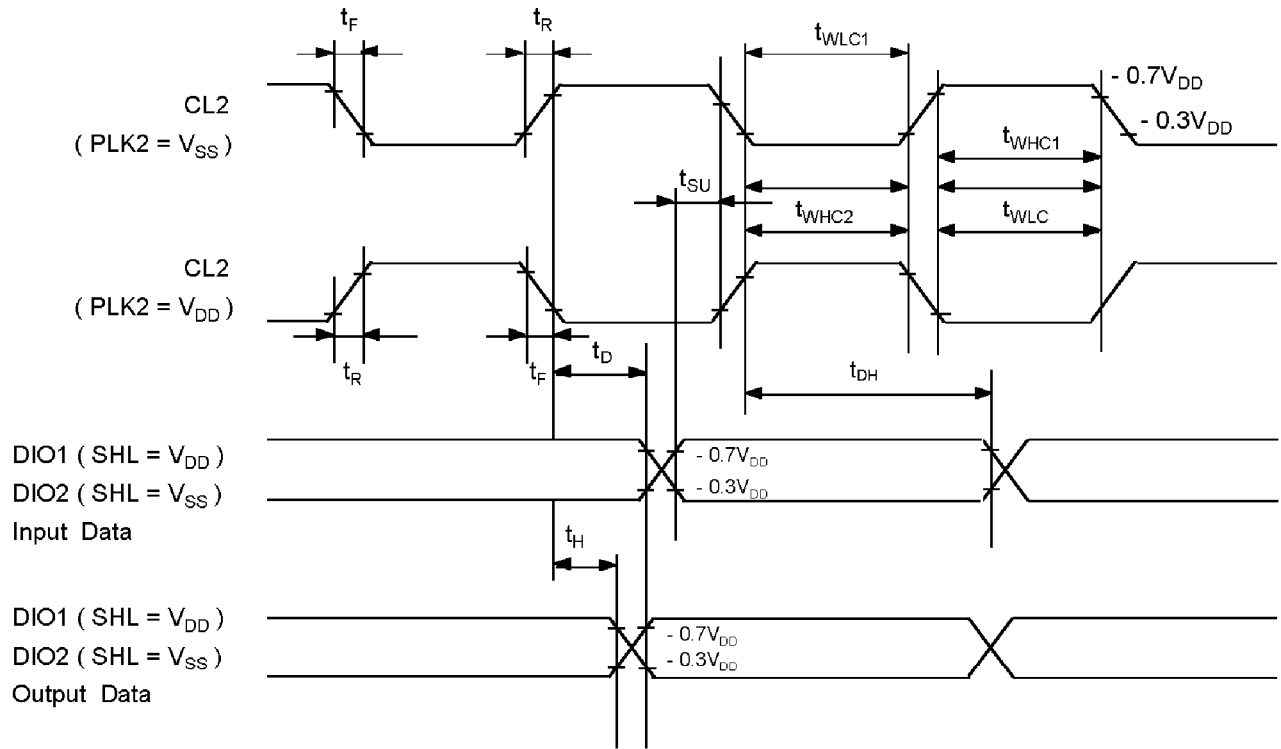 tF
tR
tWLC1
CL2
( PLK2 = VSS )
- 0.7VDD
- 0.3VDD
tWHC1
tSU
tWHC2
tWLC
CL2
( PLK2 = VDD )
tR
tF
tD
tDH
DIO1 ( SHL = VDD )
DIO2 ( SHL = VSS )
Input Data
- 0.7VDD
- 0.3VDD
tH
DIO1 ( SHL = VDD )
DIO2 ( SHL = VSS )
Output Data
- 0.7VDD
- 0.3VDD